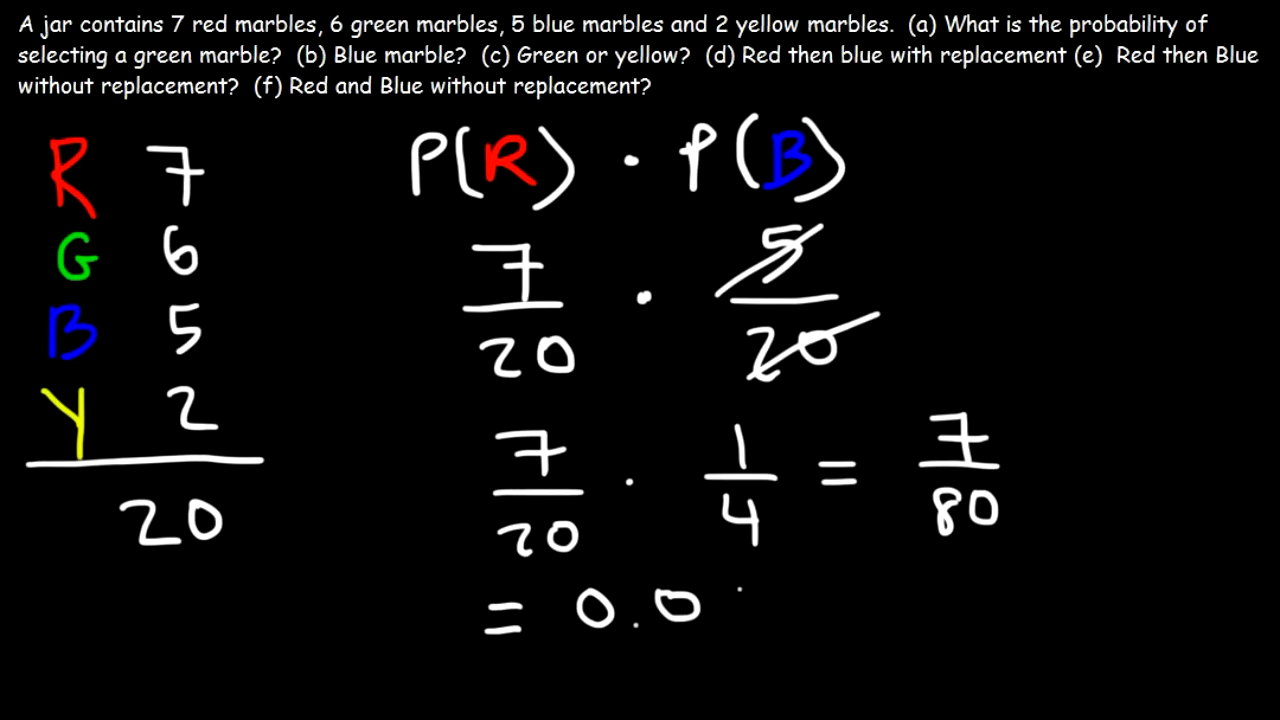 A jar contains 7 red marbles, 6 green marbles, 5 blue marbles and 2 yellow marbles. (a) What is the probability of
selecting a green marble? (b) Blue marble? (c) Green or yellow? (d) Red then blue with replacement (e) Red then Blue
without replacement? (f) Red and Blue without replacement?
R 7
G 6
B 5
Y 2
20
P(R) · P(B)
7/20 · 5/20
7/20 · 1/4 = 7/80
= 0.0